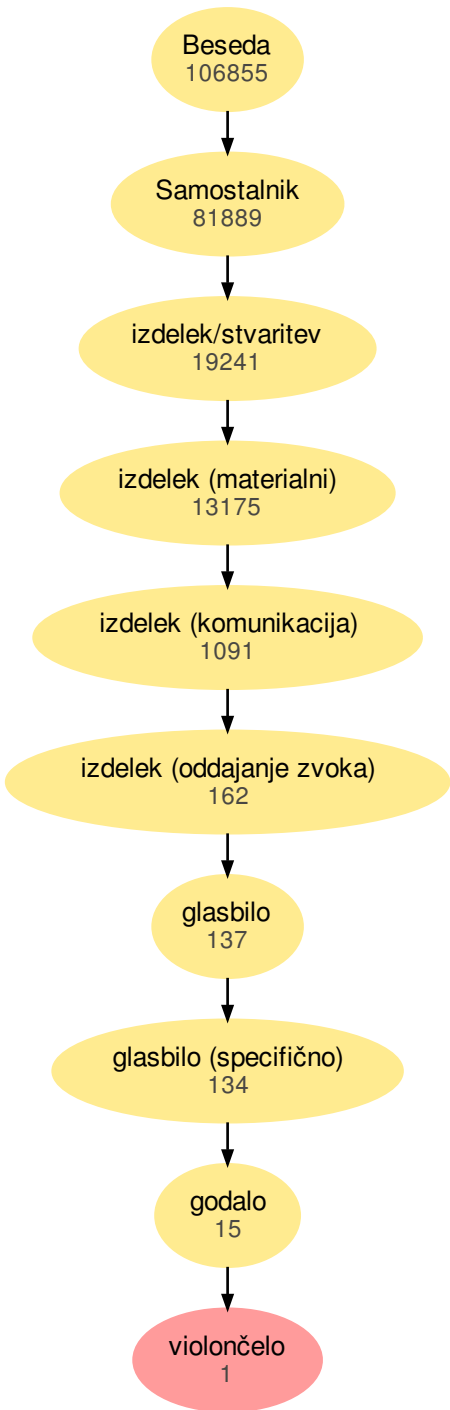 Beseda
106855
Samostalnik
81889
izdelek/stvaritev
19241
izdelek (materialni)
13175
izdelek (komunikacija)
1091
izdelek (oddajanje zvoka)
162
glasbilo
137
glasbilo (specifično)
134
godalo
15
violončelo
1